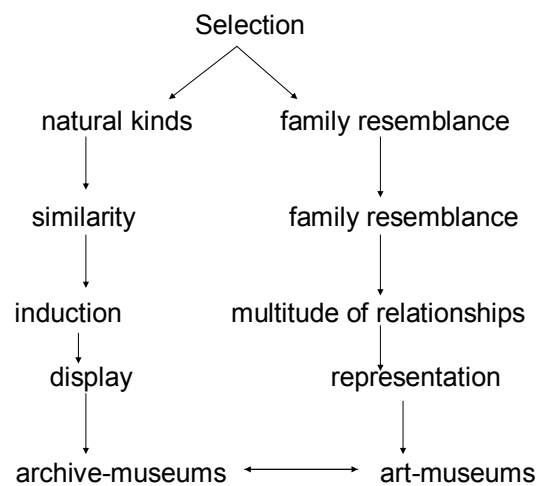 Selection
natural kinds family resemblance
similarity family resemblance
induction multitude of relationships
display representation
archive-museums art-museums